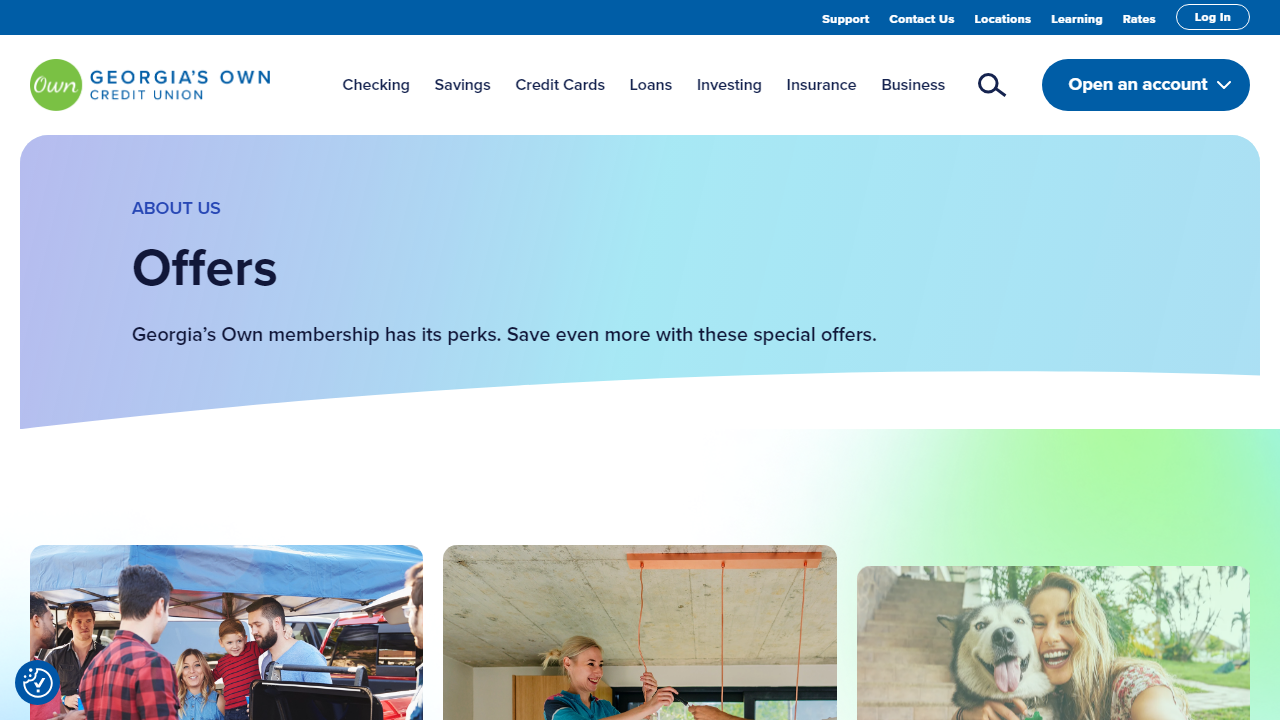 Support Contact Us Locations Learning Rates Log In
Own GEORGIA'S OWN
CREDIT UNION
Checking Savings Credit Cards Loans Investing Insurance Business
Open an account
ABOUT US
Offers
Georgia’s Own membership has its perks. Save even more with these special offers.